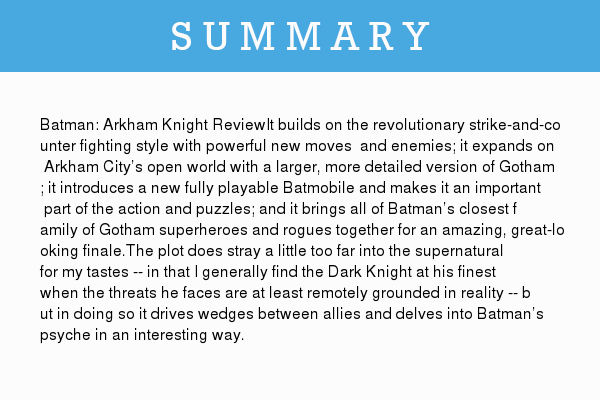 SUMMARY
Batman: Arkham Knight ReviewIt builds on the revolutionary strike-and-co
unter fighting style with powerful new moves  and enemies; it expands on
 Arkham City's open world with a larger, more detailed version of Gotham
; it introduces a new fully playable Batmobile and makes it an important
 part of the action and puzzles; and it brings all of Batman's closest f
amily of Gotham superheroes and rogues together for an amazing, great-lo
oking finale.The plot does stray a little too far into the supernatural
for my tastes -- in that I generally find the Dark Knight at his finest
when the threats he faces are at least remotely grounded in reality -- b
ut in doing so it drives wedges between allies and delves into Batman's
psyche in an interesting way.